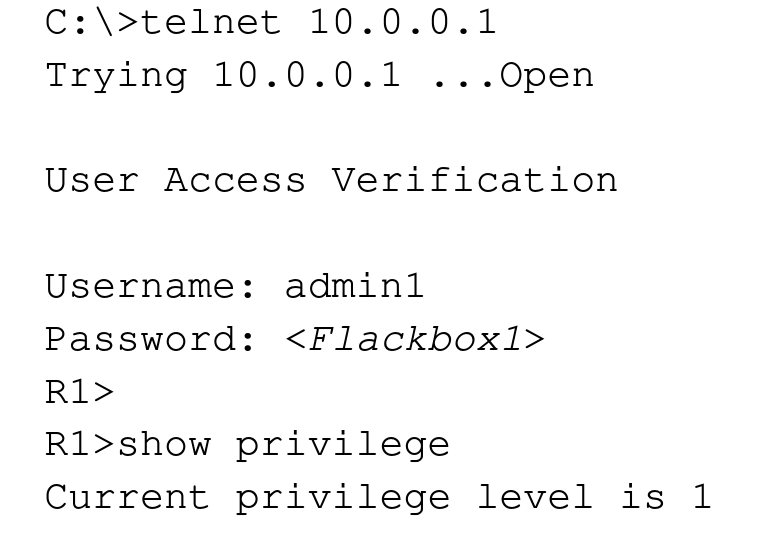 C:\>telnet 10.0.0.1
Trying 10.0.0.1 ...Open
User Access Verification
Username: admin1
Password: <Flackbox1>
R1>
R1>show privilege
Current privilege level is 1